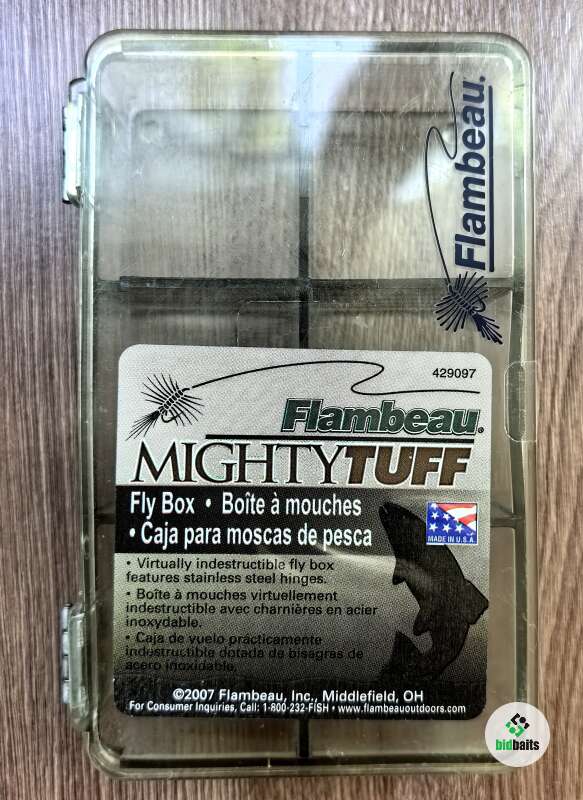 Flambeau.
429097
Flambeau.
MIGHTYTUFF
Fly Box • Boîte à mouches
• Caja para moscas de pesca
MADE IN U.S.A.
• Virtually indestructible fly box
features stainless steel hinges.
• Boîte à mouches virtuellement
indestructible avec charnières en acier
inoxydable.
• Caja de vuelo prácticamente
indestructible dotada de bisagras de
acero inoxidable.
©2007 Flambeau, Inc., Middlefield, OH
For Consumer Inquiries, Call: 1-800-232-FISH • www.flambeauoutdoors.com
bidbaits